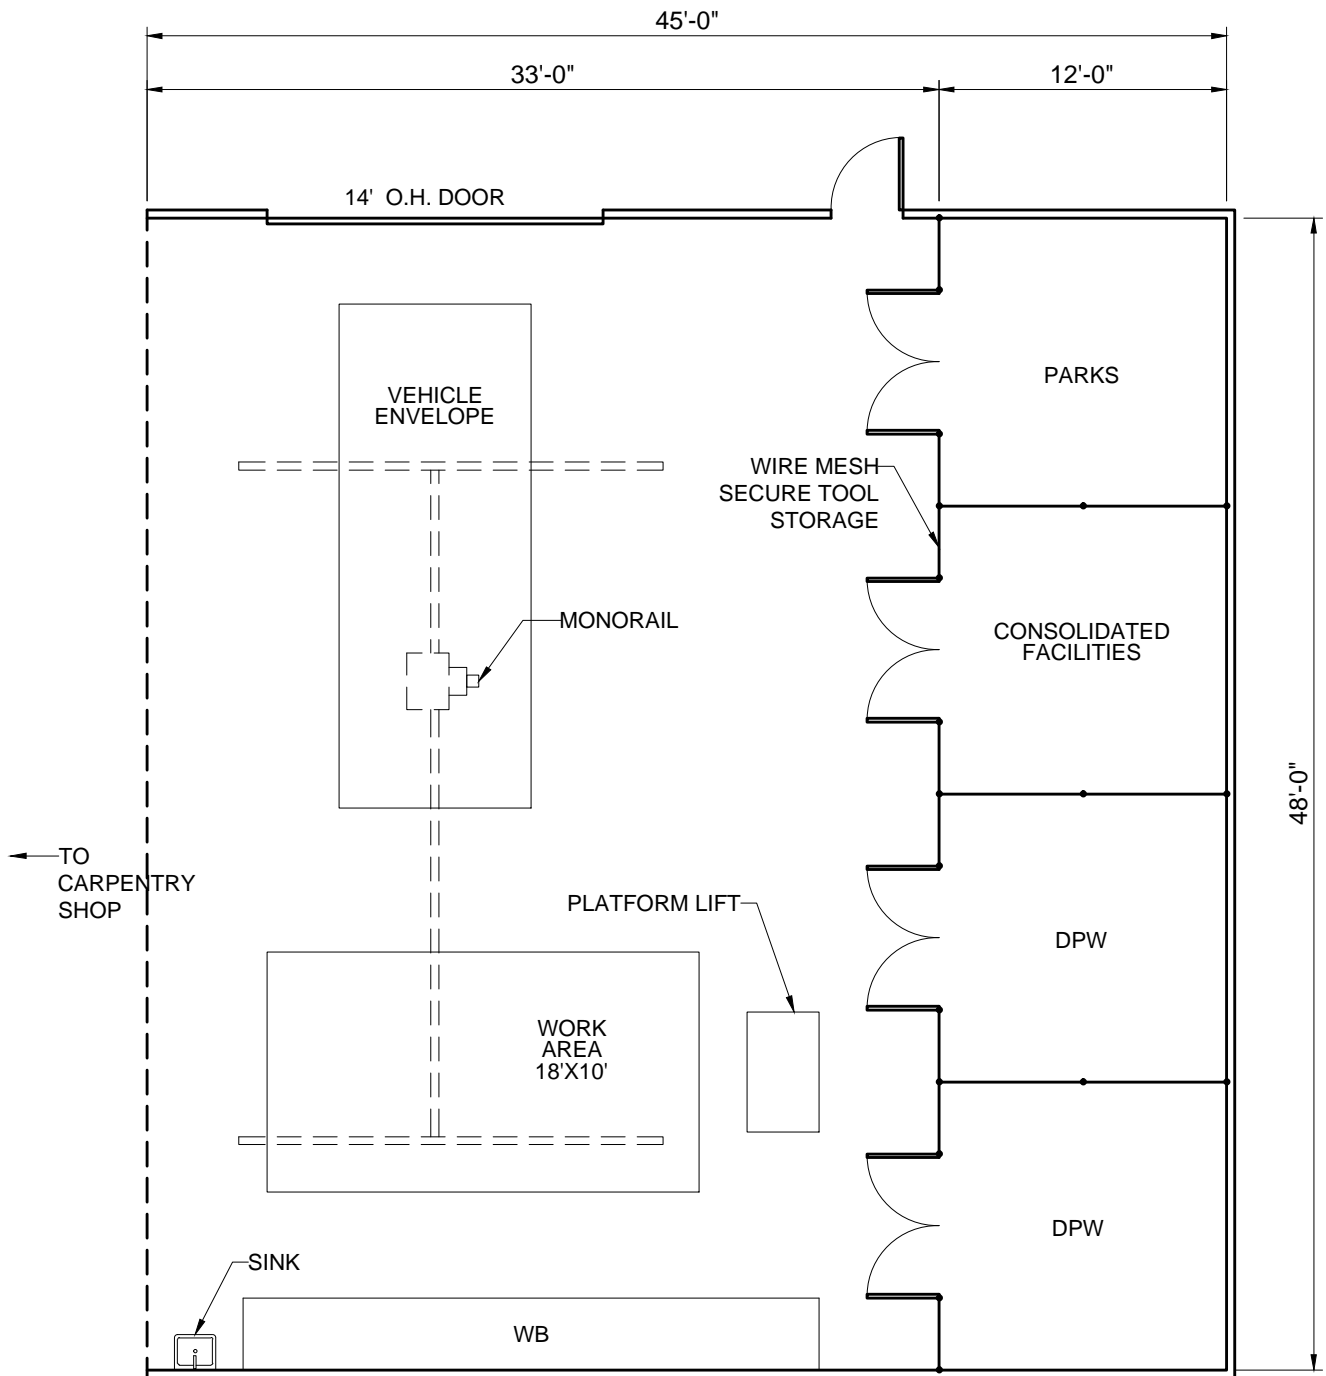 45'-0"
33'-0"
12'-0"
14' O.H. DOOR
VEHICLE
ENVELOPE
PARKS
WIRE MESH
SECURE TOOL
STORAGE
MONORAIL
CONSOLIDATED
FACILITIES
48'-0"
TO
CARPENTRY
SHOP
PLATFORM LIFT
DPW
WORK
AREA
18'X10'
DPW
SINK
WB